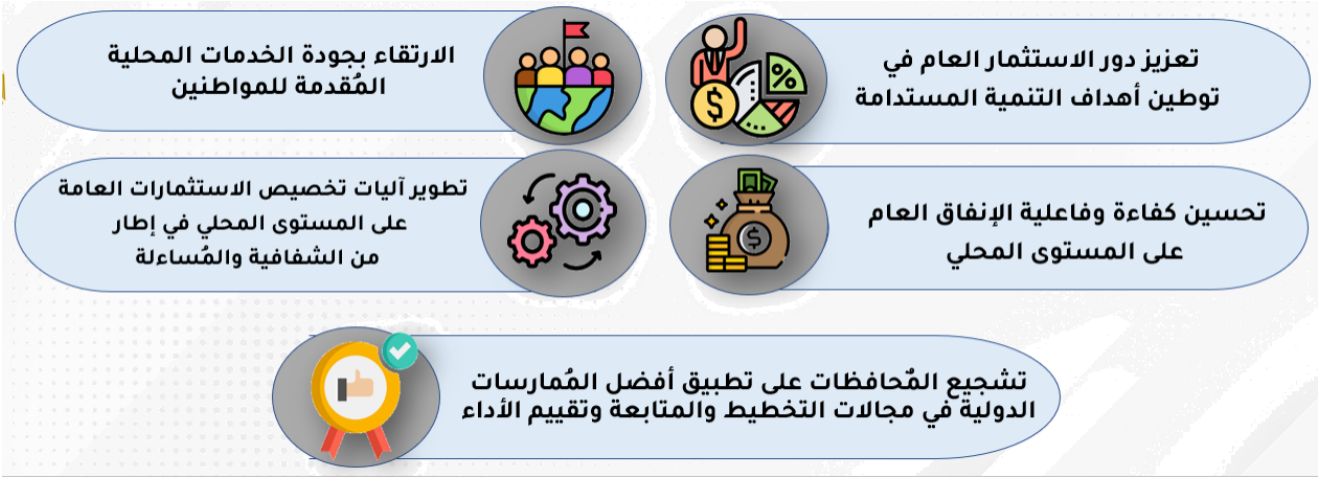 تعزيز دور الاستثمار العام في
توطين أهداف التنمية المستدامة
الارتقاء بجودة الخدمات المحلية
المُقدمة للمواطنين
تحسين كفاءة وفاعلية الإنفاق العام
على المستوى المحلي
تطوير آليات تخصيص الاستثمارات العامة
على المستوى المحلي في إطار
من الشفافية والمُساءلة
تشجيع المُحافظات على تطبيق أفضل المُمارسات
الدولية في مجالات التخطيط والمتابعة وتقييم الأداء